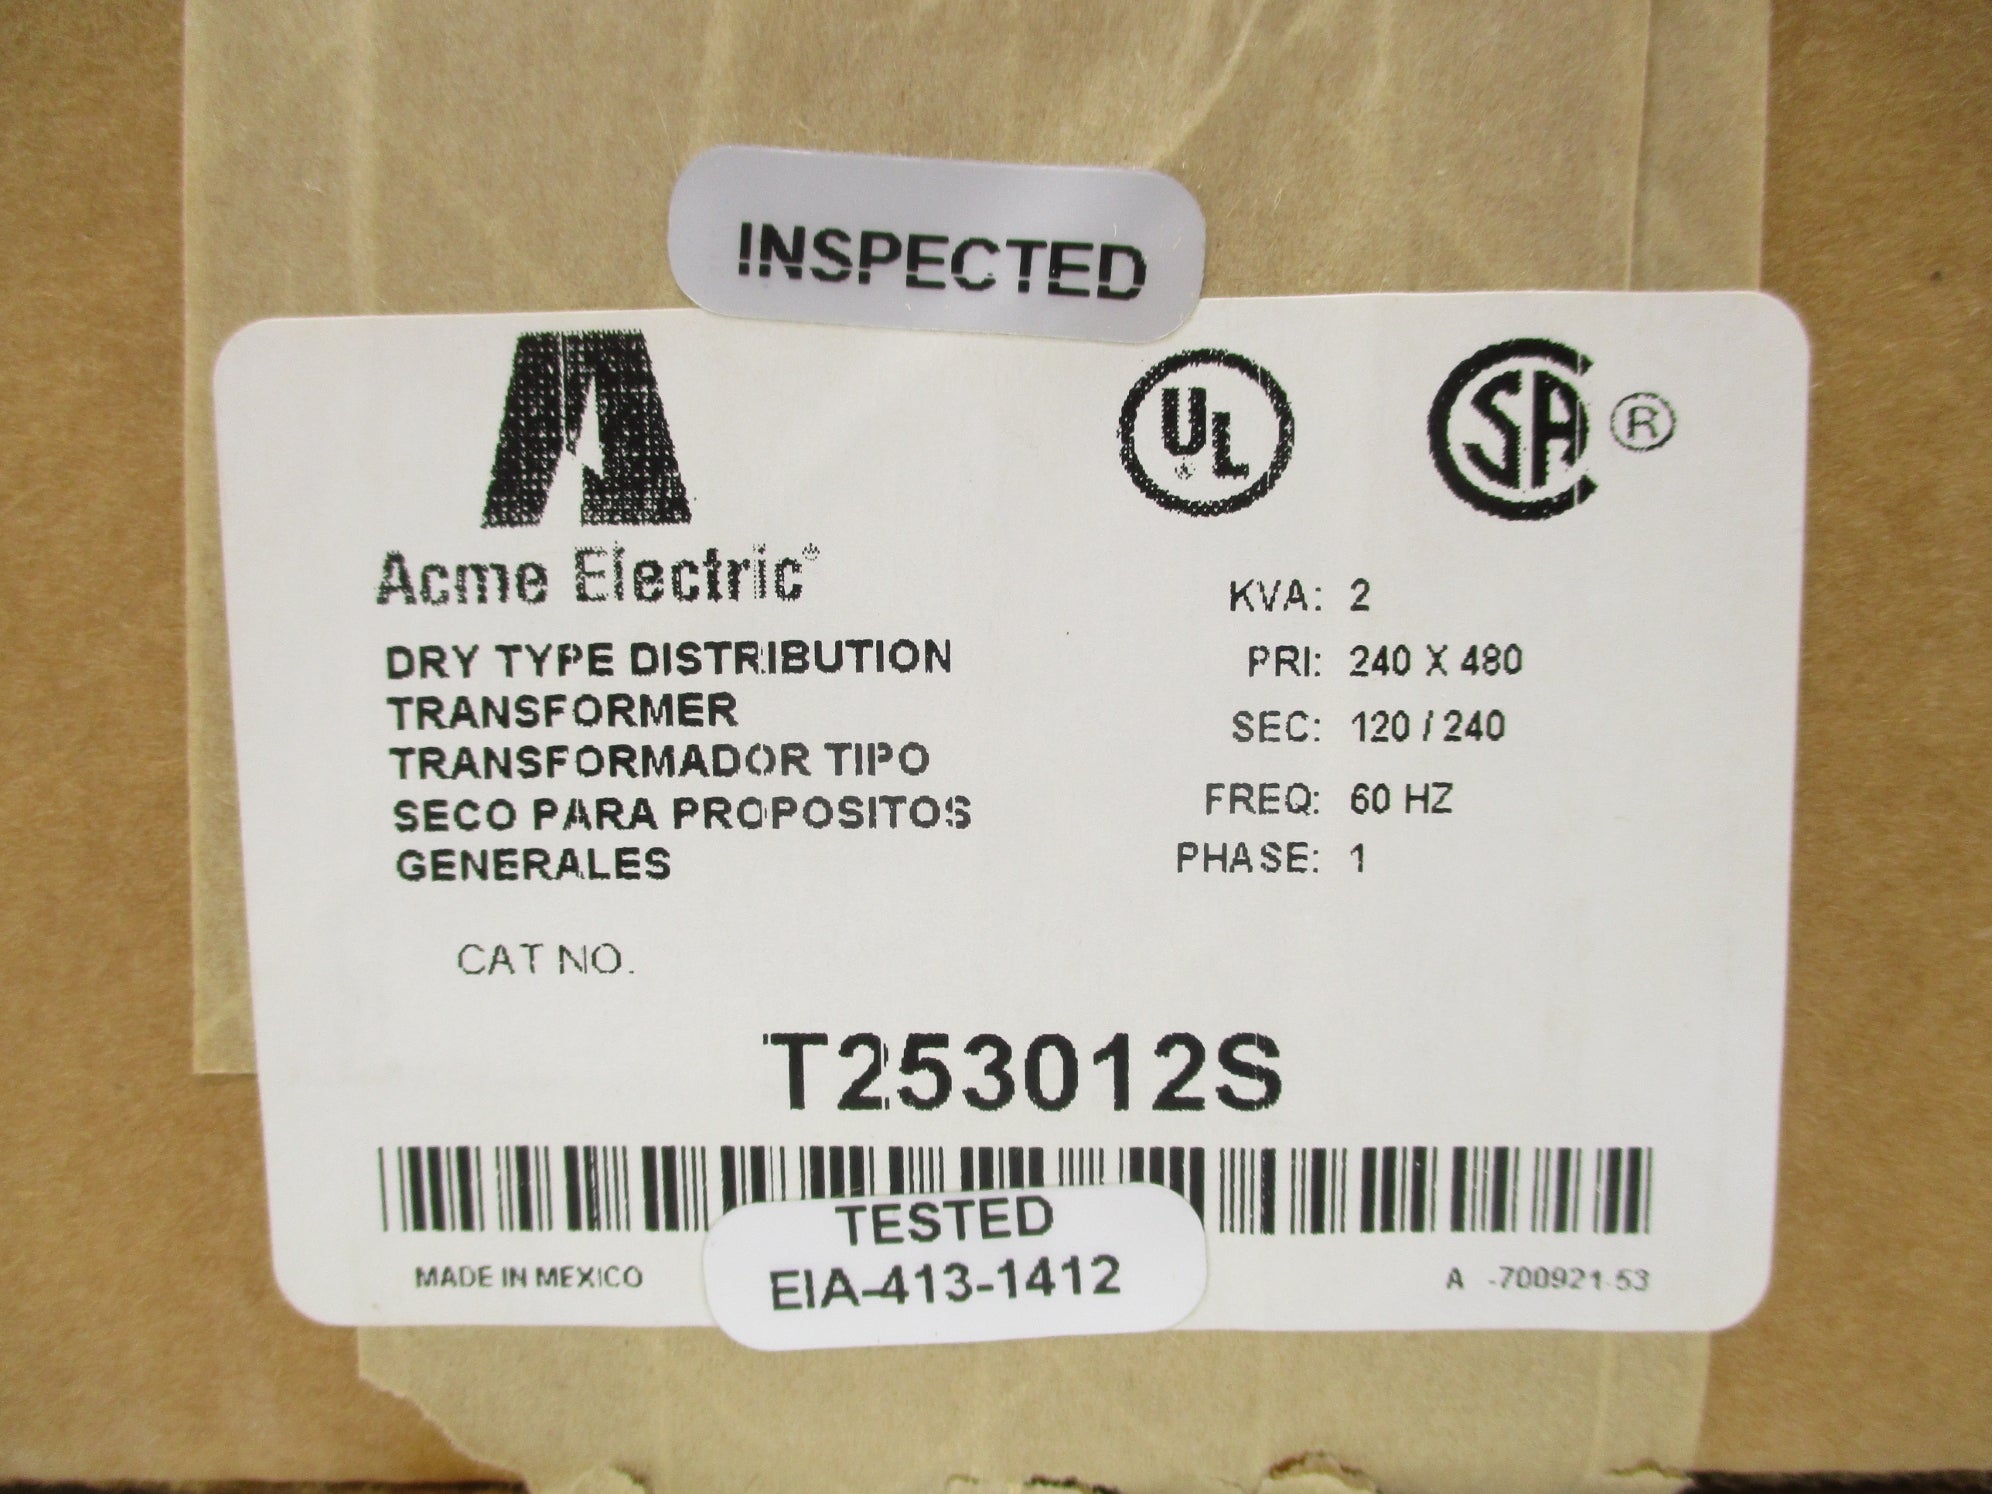 INSPECTED
A
Acme Electric®
UL
®
CSA ®
DRY TYPE DISTRIBUTION
TRANSFORMER
TRANSFORMADOR TIPO
SECO PARA PROPOSITOS
GENERALES
KVA: 2
PRI: 240 X 480
SEC: 120 / 240
FREQ: 60 HZ
PHASE: 1
CAT NO.
T253012S
TESTED
EIA-413-1412
MADE IN MEXICO
A -700921-53